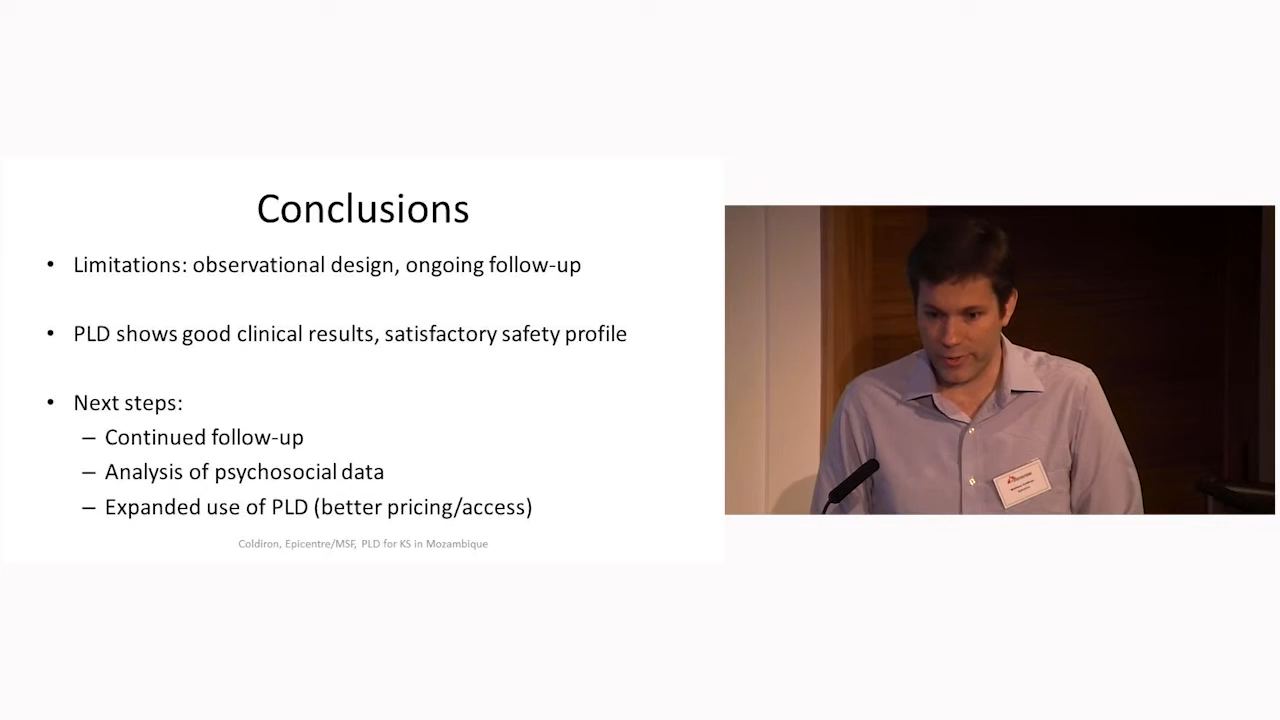 Conclusions
• Limitations: observational design, ongoing follow-up
• PLD shows good clinical results, satisfactory safety profile
• Next steps:
– Continued follow-up
– Analysis of psychosocial data
– Expanded use of PLD (better pricing/access)
Coldiron, Epicentre/MSF, PLD for KS in Mozambique